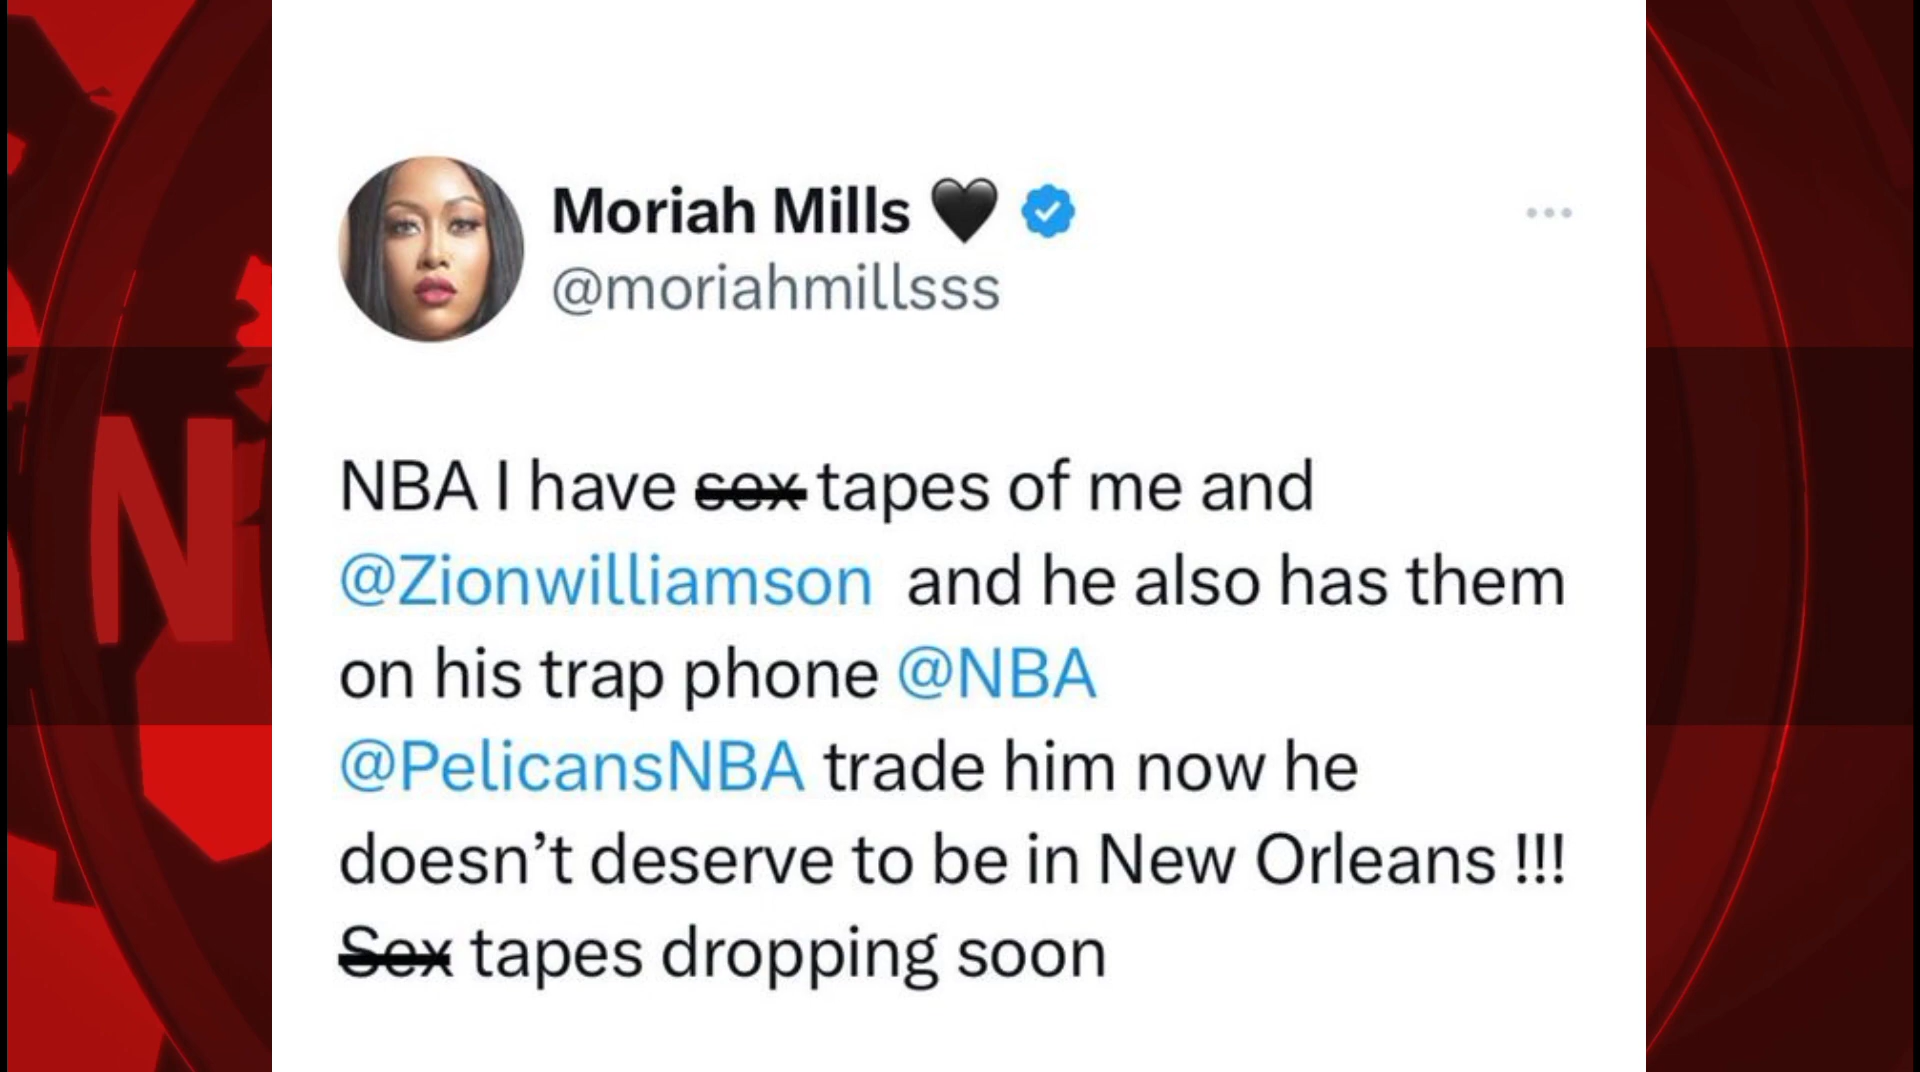 Moriah Mills 🖤
@moriahmillsss
NBA I have sex tapes of me and
@Zionwilliamson and he also has them
on his trap phone @NBA
@PelicansNBA trade him now he
doesn’t deserve to be in New Orleans !!!
Sex tapes dropping soon
N